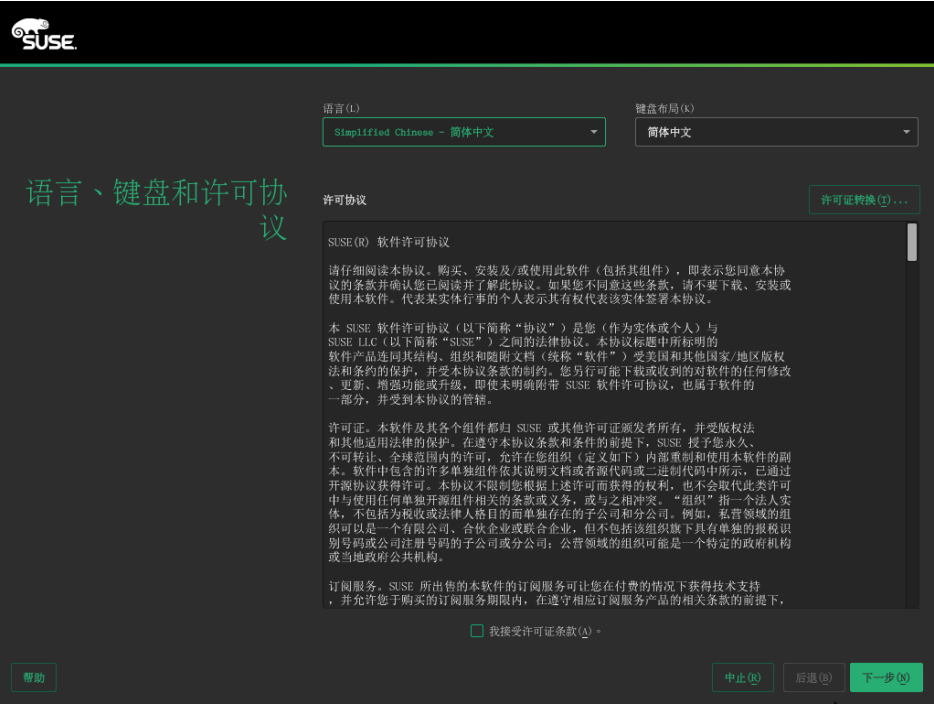 SUSE
语言(L)
键盘布局(K)
Simplified Chinese - 简体中文
简体中文
语言、键盘和许可协
议
许可协议
许可证转换(T)...
SUSE(R) 软件许可协议
请仔细阅读本协议。购买、安装及/或使用此软件（包括其组件），即表示您同意本协
议的条款并确认您已阅读并了解此协议。如果您不同意这些条款，请不要下载、安装或
使用本软件。代表某实体行事的个人表示其有权代表该实体签署本协议。
本 SUSE 软件许可协议（以下简称“协议”）是您（作为实体或个人）与
SUSE LLC（以下简称“SUSE”）之间的法律协议。本协议标题中所标明的
软件产品连同其结构、组织和随附文档（统称“软件”）受美国和其他国家/地区版权
法和条约的保护，并受本协议条款的制约。您另行可能下载或收到的对软件的任何修改
、更新、增强功能或升级，即使未明确附带 SUSE 软件许可协议，也属于软件的
一部分，并受到本协议的管辖。
许可证。本软件及其各个组件都归 SUSE 或其他许可证颁发者所有，并受版权法
和其他适用法律的保护。在遵守本协议条款和条件的前提下，SUSE 授予您永久、
不可转让、全球范围内的许可，允许在您组织（定义如下）内部重制和使用本软件的副
本。软件中包含的许多单独组件依其说明文档或者源代码或二进制代码中所示，已通过
开源协议获得许可。本协议不限制您根据上述许可而获得的权利，也不会取代此类许可
中与使用任何单独开源组件相关的条款或义务，或与之相冲突。“组织”指一个法人实
体，不包括为税收或法律人格目的而单独存在的子公司和分公司。例如，私营领域的组
织可以是一个有限公司、合伙企业或联合企业，但不包括该组织旗下具有单独的报税识
别号码或公司注册号码的子公司或分公司；公营领域的组织可能是一个特定的政府机构
或当地政府公共机构。
订阅服务。SUSE 所出售的本软件的订阅服务可让您在付费的情况下获得技术支持
，并允许您于购买的订阅服务期限内，在遵守相应订阅服务产品的相关条款的前提下，
我接受许可证条款(A)。
帮助
中止(R)
后退(B)
下一步(N)